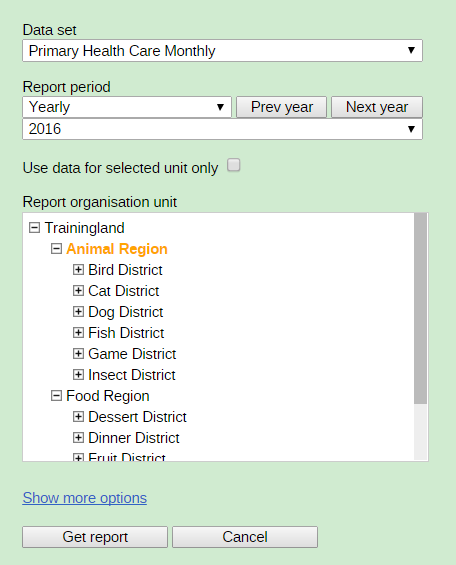 Data set
Primary Health Care Monthly
Report period
Yearly Prev year Next year
2016
Use data for selected unit only
Report organisation unit
Trainingland
Animal Region
Bird District
Cat District
Dog District
Fish District
Game District
Insect District
Food Region
Dessert District
Dinner District
Fruit District
Show more options
Get report Cancel